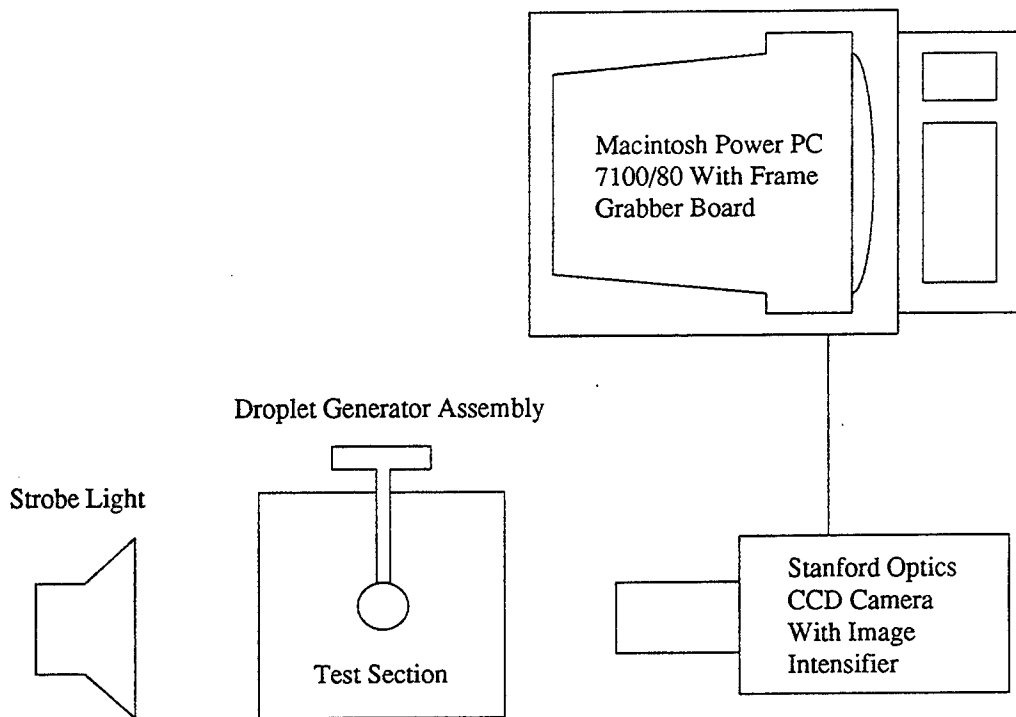 Macintosh Power PC
7100/80 With Frame
Grabber Board
Droplet Generator Assembly
Strobe Light
Test Section
Stanford Optics
CCD Camera
With Image
Intensifier